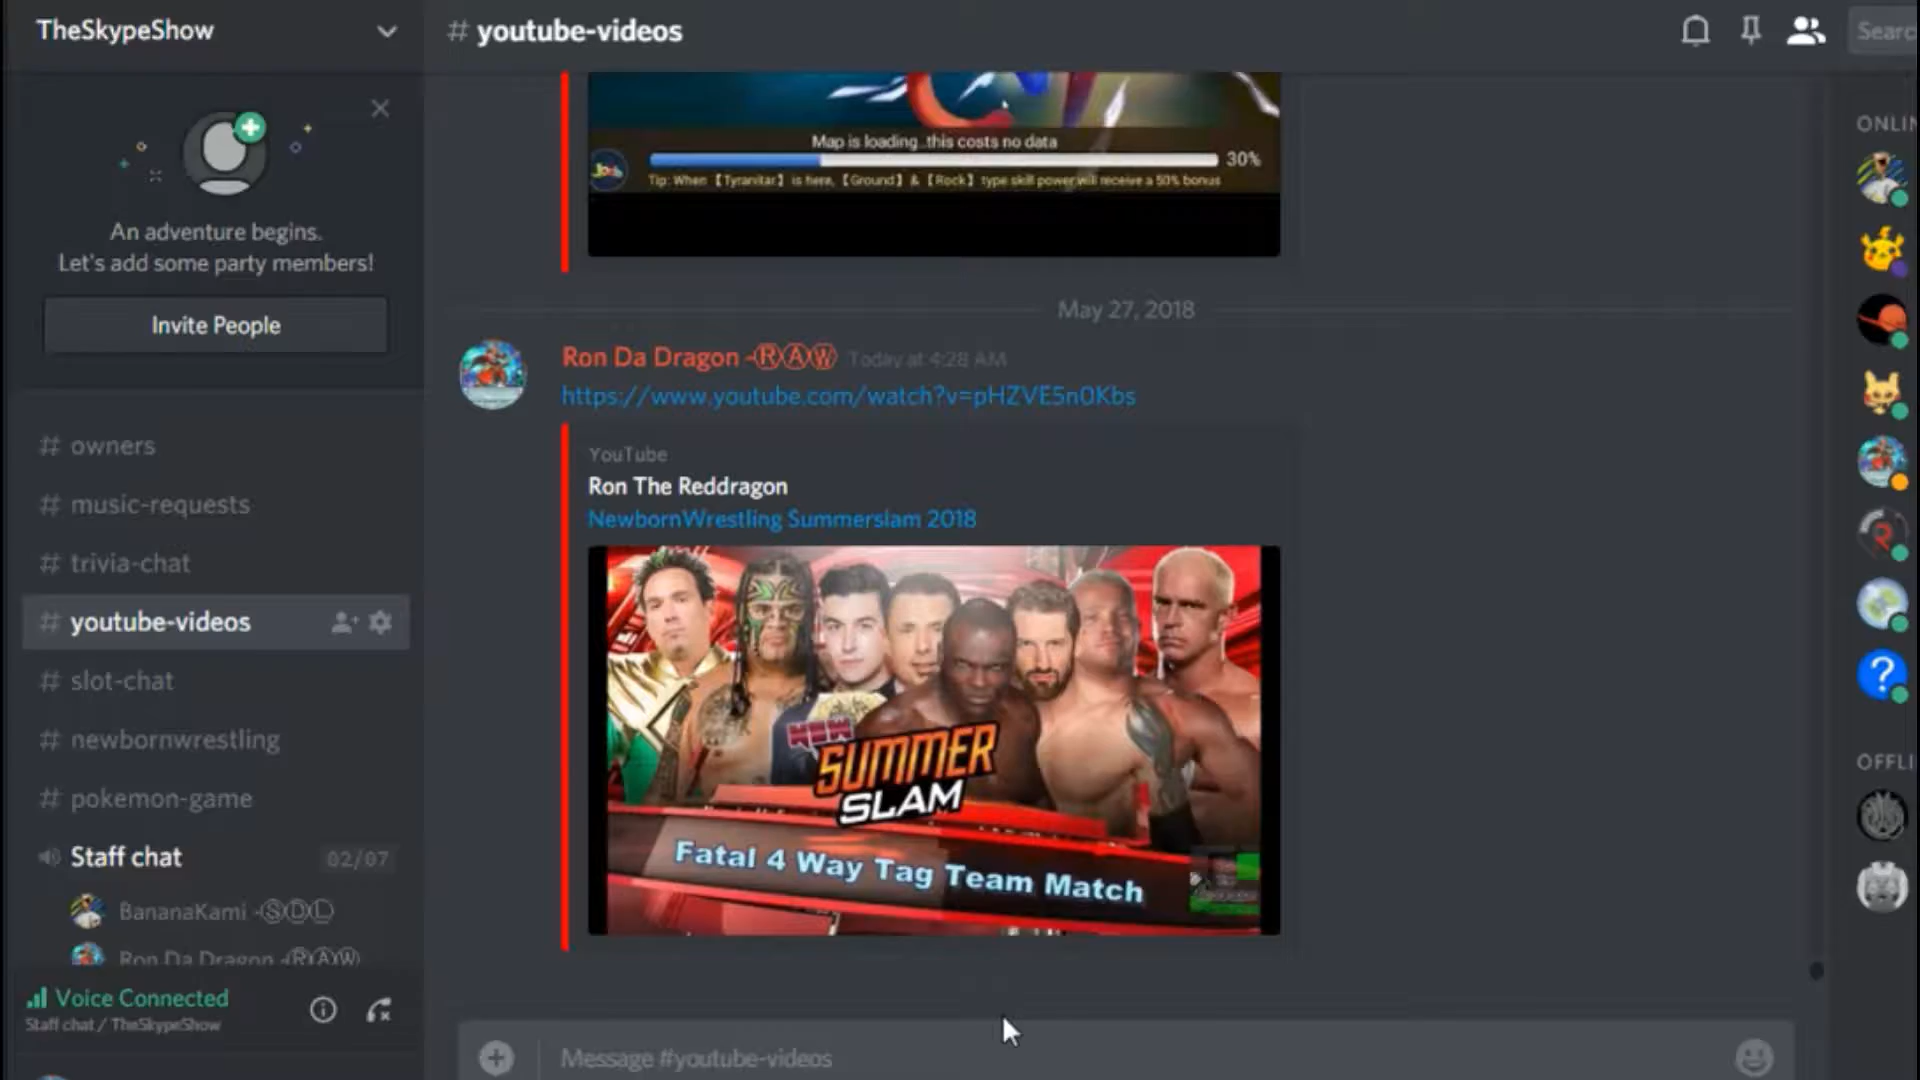 TheSkypeShow
# youtube-videos
Searc
An adventure begins.
Let's add some party members!
Invite People
# owners
# music-requests
# trivia-chat
# youtube-videos
# slot-chat
# newbornwrestling
# pokemon-game
Staff chat
02/07
BananaKami -ⓈⒹⓁ
Ron Da Dragon -ⓇⒶⓌ
Voice Connected
Staff chat / TheSkypeShow
Map is loading..this costs no data
30%
Tip: When【Tyranitar】is here,【Ground】&【Rock】type skill power will receive a 50% bonus
May 27, 2018
Ron Da Dragon -ⓇⒶⓌ Today at 4:28 AM
https://www.youtube.com/watch?v=pHZVE5n0Kbs
YouTube
Ron The Reddragon
NewbornWrestling Summerslam 2018
SUMMER
SLAM
Fatal 4 Way Tag Team Match
Message #youtube-videos
ONLIN
?
OFFLI